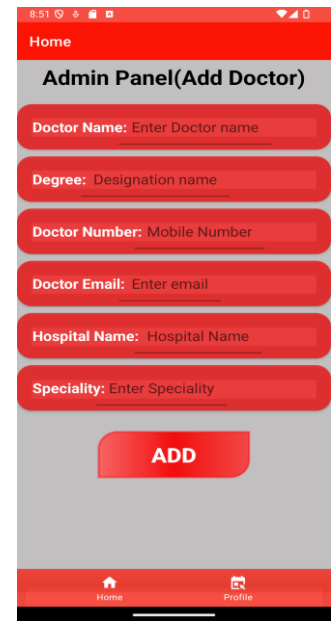 8:51
Home
Admin Panel(Add Doctor)
Doctor Name: Enter Doctor name
Degree: Designation name
Doctor Number: Mobile Number
Doctor Email: Enter email
Hospital Name: Hospital Name
Speciality: Enter Speciality
ADD
Home Profile